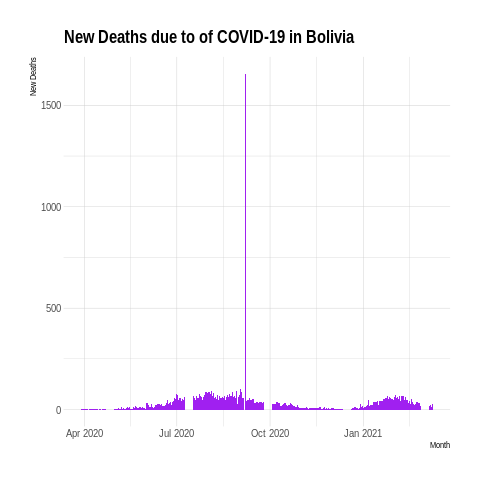 New Deaths due to of COVID-19 in Bolivia
New Deaths
1500
1000
500
0
Apr 2020
Jul 2020
Oct 2020
Jan 2021
Month